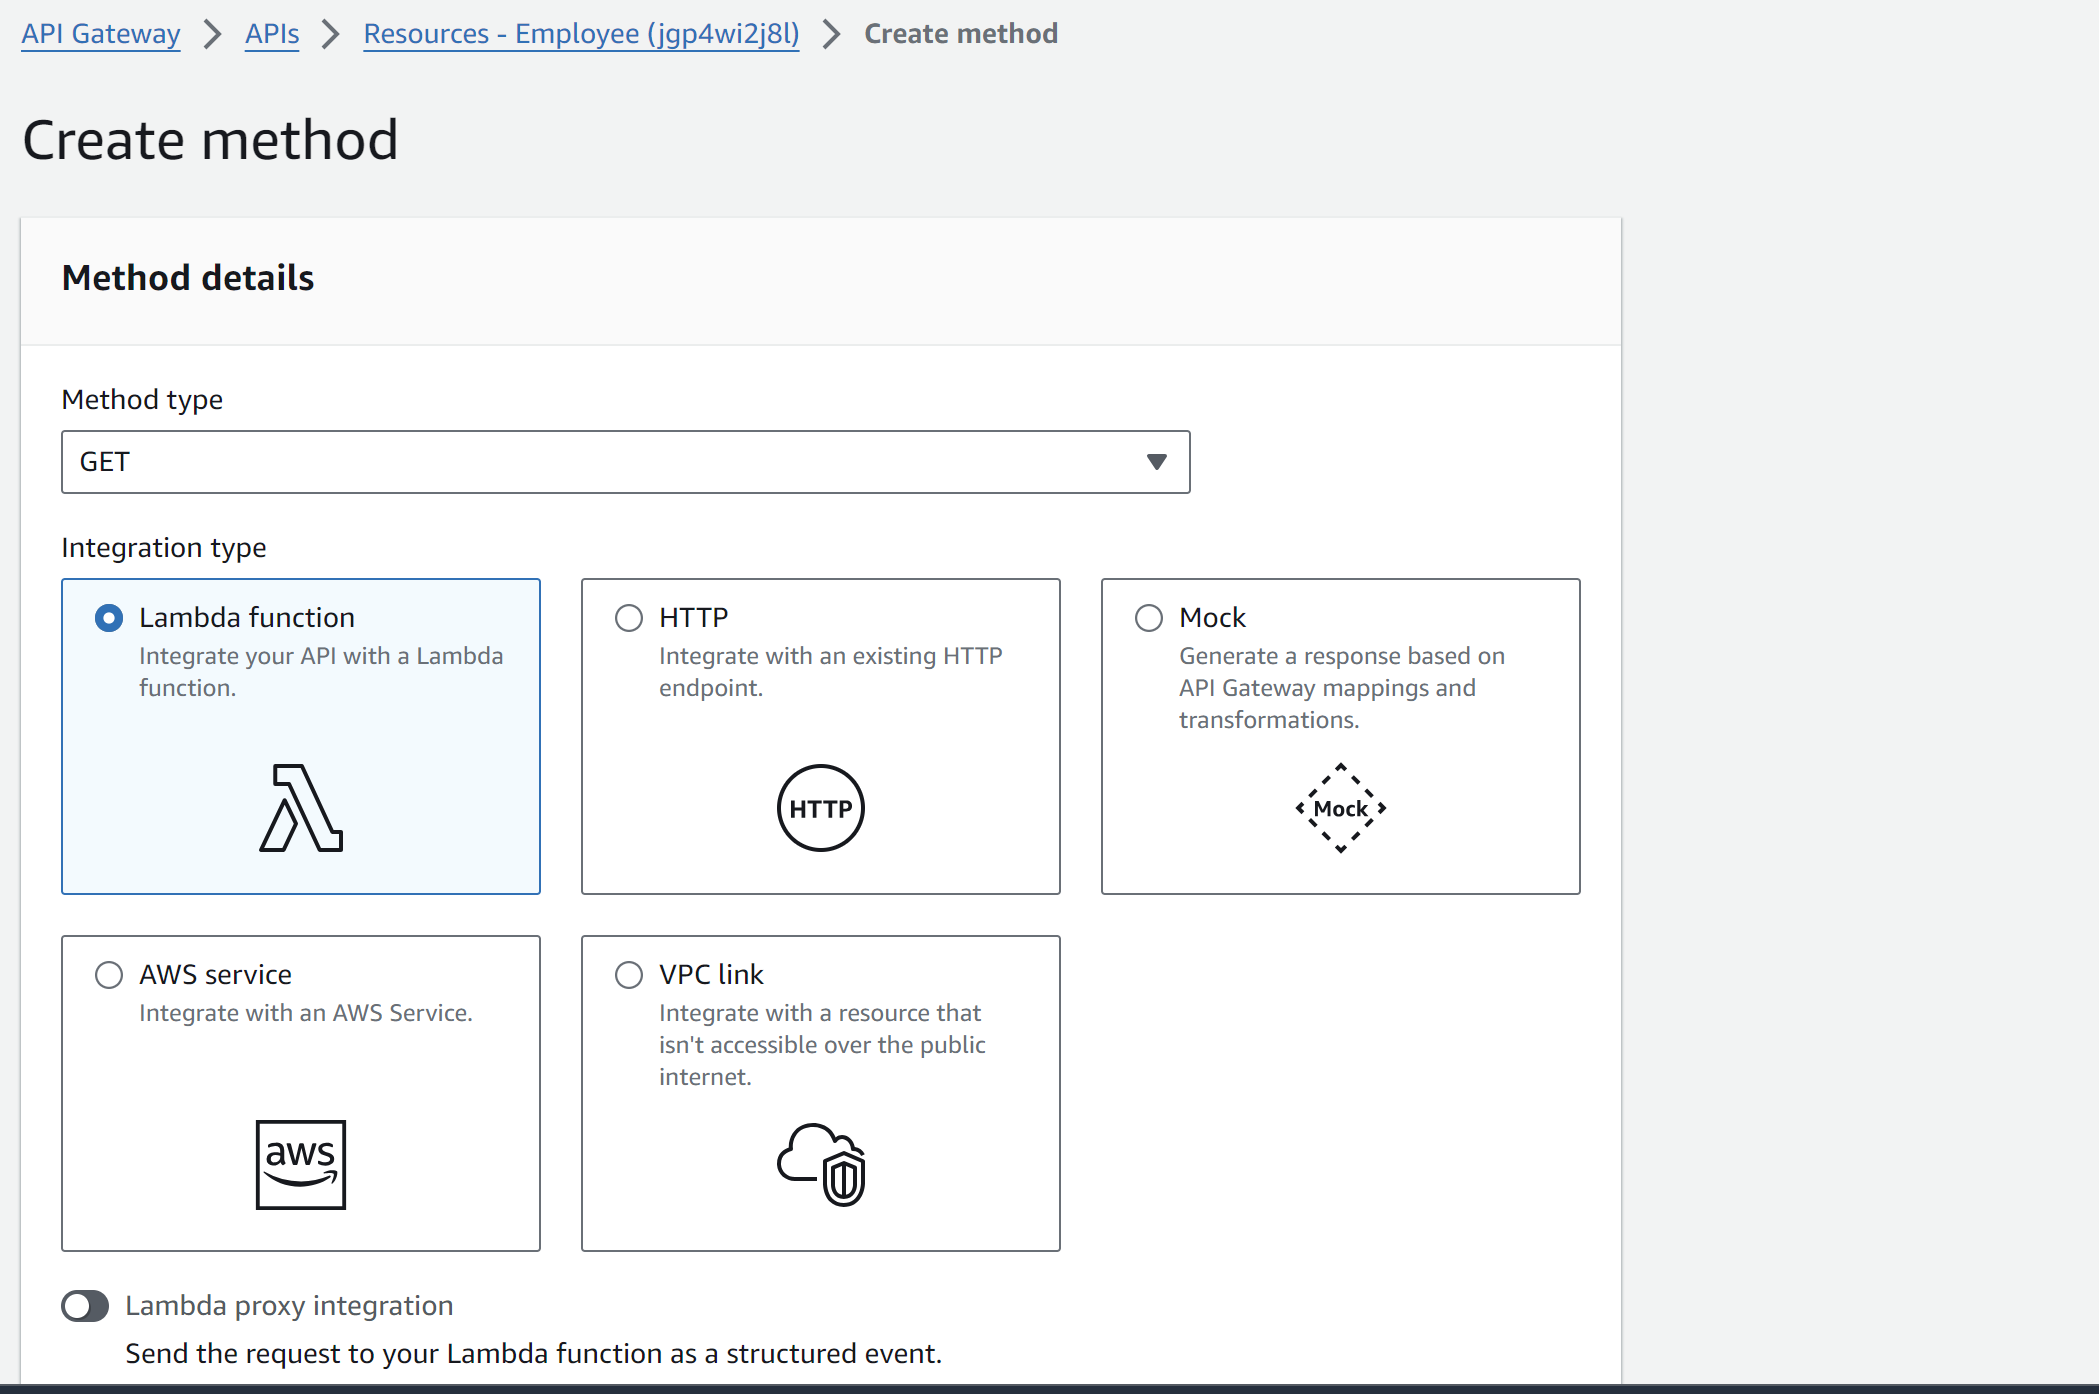 API Gateway > APIs > Resources - Employee (jgp4wi2j8l) > Create method
Create method
Method details
Method type
GET
Integration type
Lambda function
Integrate your API with a Lambda
function.
HTTP
Integrate with an existing HTTP
endpoint.
HTTP
Mock
Generate a response based on
API Gateway mappings and
transformations.
Mock
AWS service
Integrate with an AWS Service.
aws
VPC link
Integrate with a resource that
isn't accessible over the public
internet.
Lambda proxy integration
Send the request to your Lambda function as a structured event.